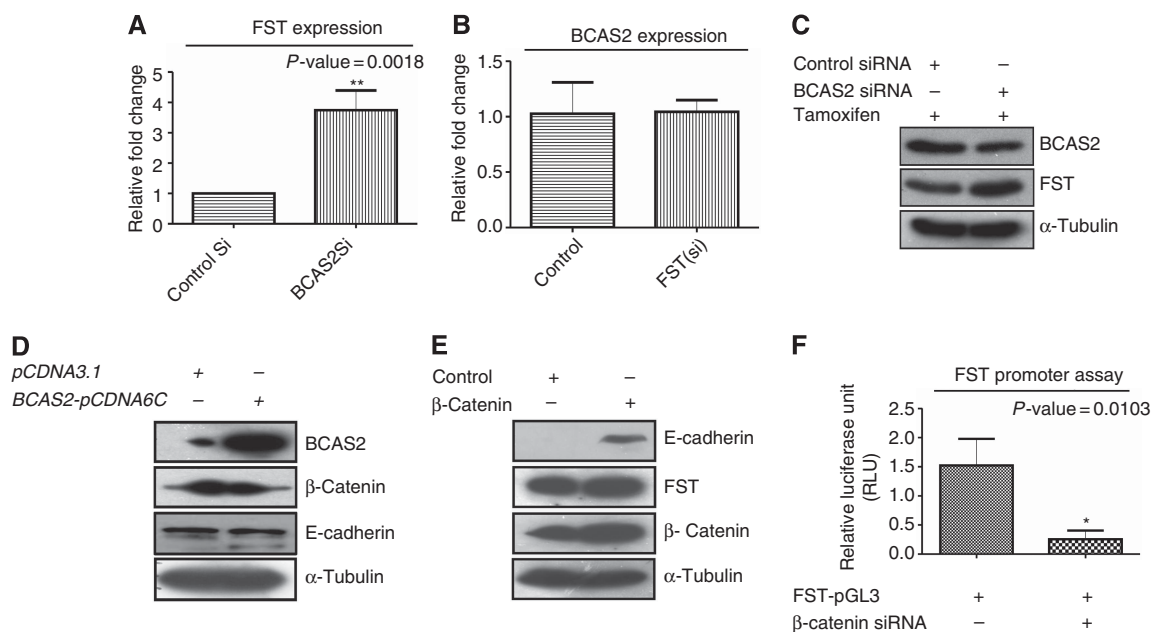 A
FST expression
P-value = 0.0018
**
Relative fold change
5
4
3
2
1
0
Control Si
BCAS2Si
B
BCAS2 expression
Relative fold change
1.5
1.0
0.5
0.0
Control
FST(si)
C
Control siRNA + –
BCAS2 siRNA – +
Tamoxifen + +
BCAS2
FST
α-Tubulin
D
pCDNA3.1 + –
BCAS2-pCDNA6C – +
BCAS2
β-Catenin
E-cadherin
α-Tubulin
E
Control + –
β-Catenin – +
E-cadherin
FST
β- Catenin
α-Tubulin
F
FST promoter assay
P-value = 0.0103
Relative luciferase unit
(RLU)
2.5
2.0
1.5
1.0
0.5
0.0
*
FST-pGL3 + +
β-catenin siRNA – +